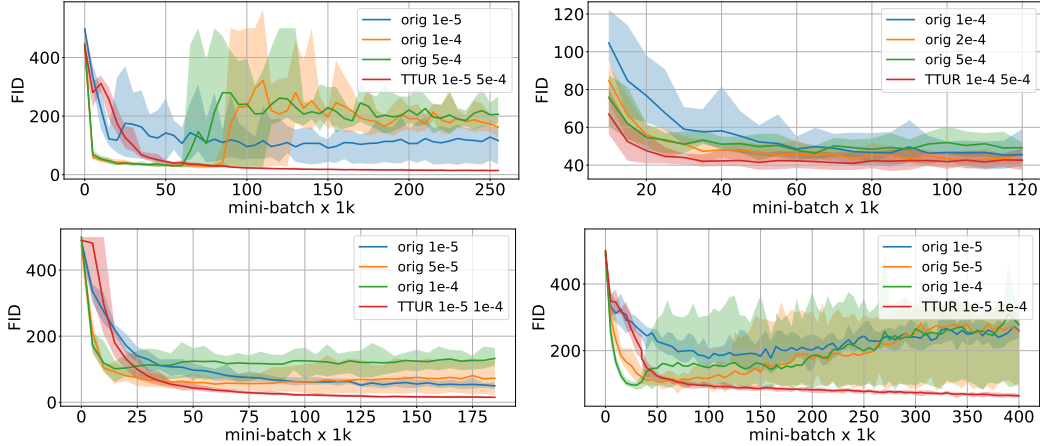 orig 1e-5
orig 1e-4
orig 5e-4
TTUR 1e-5 5e-4
400
200
0
FID
0 50 100 150 200 250
mini-batch x 1k
orig 1e-4
orig 2e-4
orig 5e-4
TTUR 1e-4 5e-4
120
100
80
60
40
FID
20 40 60 80 100 120
mini-batch x 1k
orig 1e-5
orig 5e-5
orig 1e-4
TTUR 1e-5 1e-4
400
200
0
FID
0 25 50 75 100 125 150 175
mini-batch x 1k
orig 1e-5
orig 5e-5
orig 1e-4
TTUR 1e-5 1e-4
400
200
FID
0 50 100 150 200 250 300 350 400
mini-batch x 1k